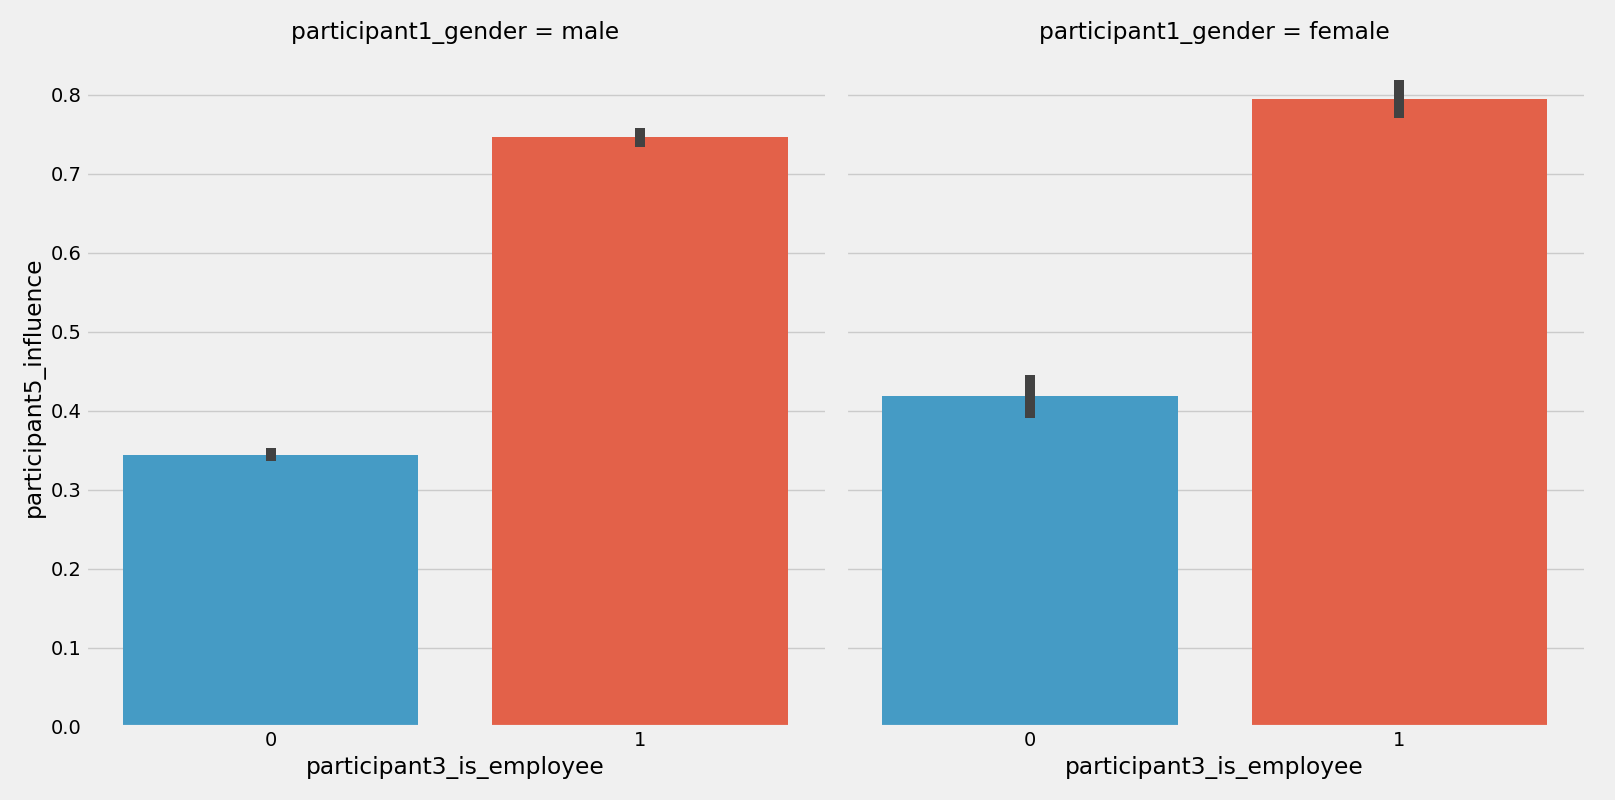 participant1_gender = male
participant1_gender = female
participant5_influence
0.8
0.7
0.6
0.5
0.4
0.3
0.2
0.1
0.0
0 1
0 1
participant3_is_employee
participant3_is_employee